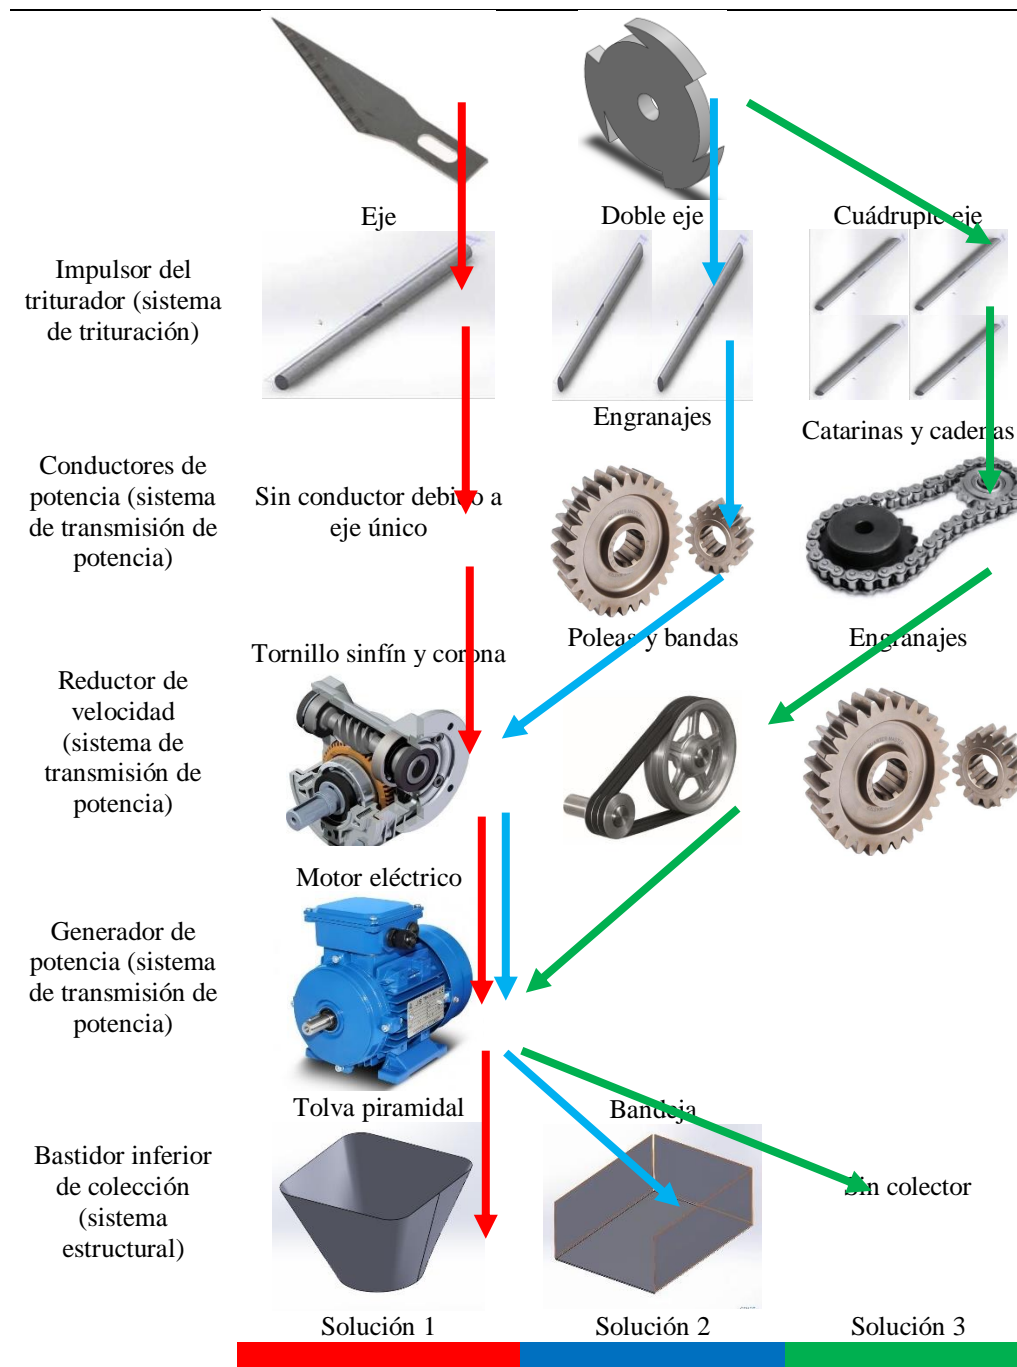 Eje
Doble eje
Cuádruple eje
Impulsor del
triturador (sistema
de trituración)
Engranajes
Catarinas y cadenas
Conductores de
potencia (sistema
de transmisión de
potencia)
Sin conductor debido a
eje único
Tornillo sinfín y corona
Poleas y bandas
Engranajes
Reductor de
velocidad
(sistema de
transmisión de
potencia)
Motor eléctrico
Generador de
potencia (sistema
de transmisión de
potencia)
Tolva piramidal
Bandeja
Bastidor inferior
de colección
(sistema
estructural)
Sin colector
Solución 1
Solución 2
Solución 3